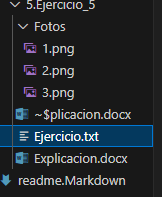 5.Ejercicio_5
Fotos
1.png
2.png
3.png
~$plicacion.docx
Ejercicio.txt
Explicacion.docx
readme.Markdown